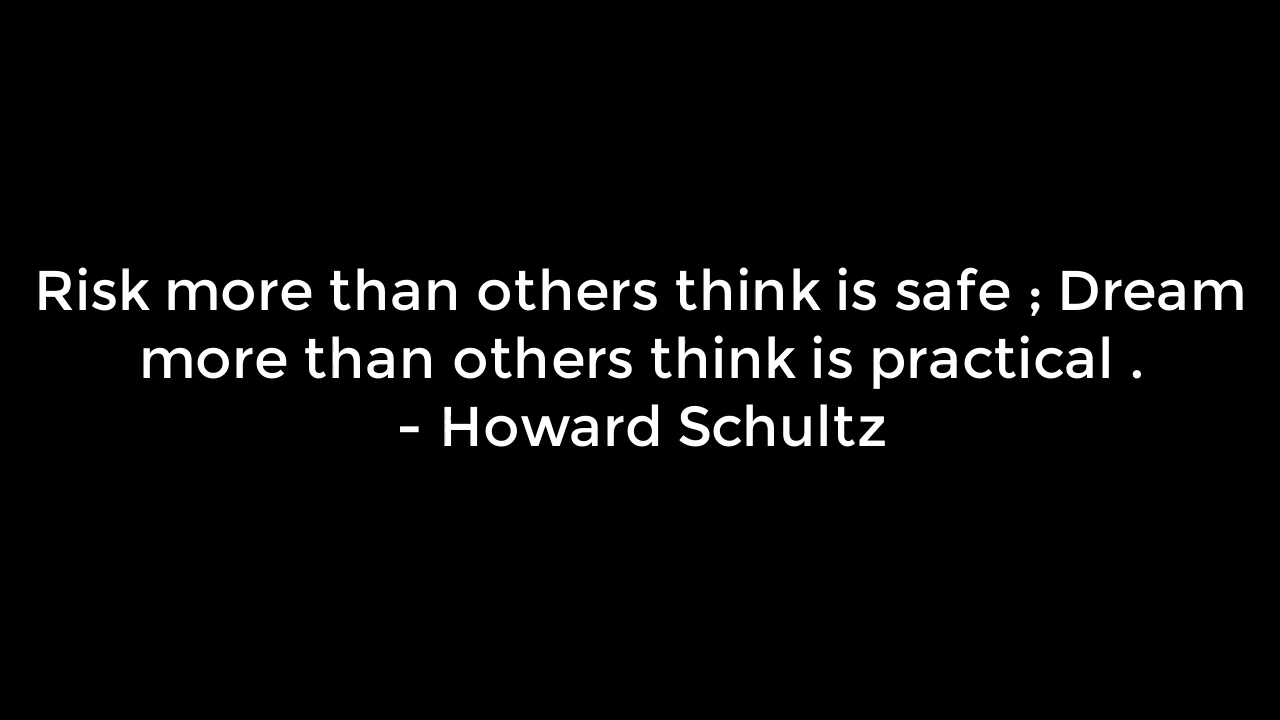 Risk more than others think is safe ; Dream
more than others think is practical .
- Howard Schultz